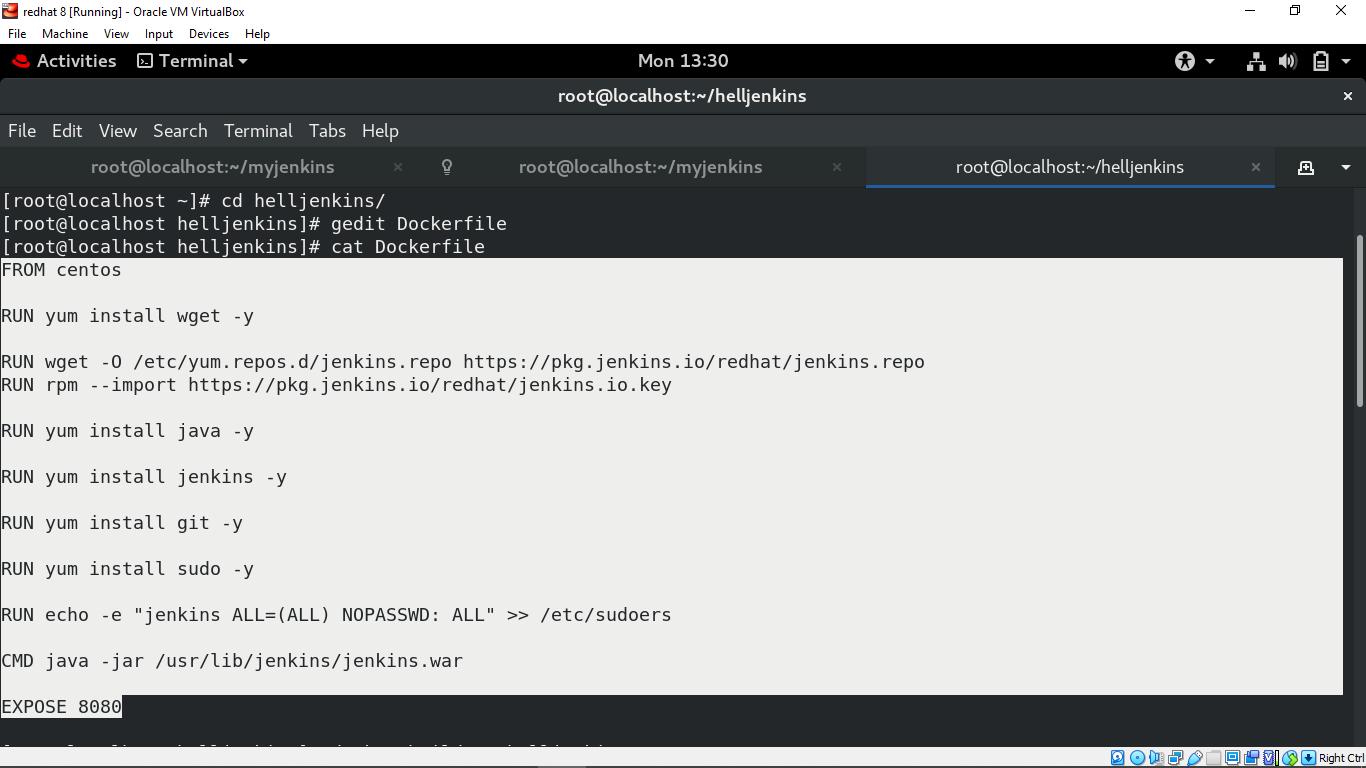 redhat 8 [Running] - Oracle VM VirtualBox
File Machine View Input Devices Help
Activities Terminal Mon 13:30
root@localhost:~/helljenkins
File Edit View Search Terminal Tabs Help
root@localhost:~/myjenkins root@localhost:~/myjenkins root@localhost:~/helljenkins
[root@localhost ~]# cd helljenkins/
[root@localhost helljenkins]# gedit Dockerfile
[root@localhost helljenkins]# cat Dockerfile
FROM centos
RUN yum install wget -y
RUN wget -O /etc/yum.repos.d/jenkins.repo https://pkg.jenkins.io/redhat/jenkins.repo
RUN rpm --import https://pkg.jenkins.io/redhat/jenkins.io.key
RUN yum install java -y
RUN yum install jenkins -y
RUN yum install git -y
RUN yum install sudo -y
RUN echo -e "jenkins ALL=(ALL) NOPASSWD: ALL" >> /etc/sudoers
CMD java -jar /usr/lib/jenkins/jenkins.war
EXPOSE 8080
Right Ctrl